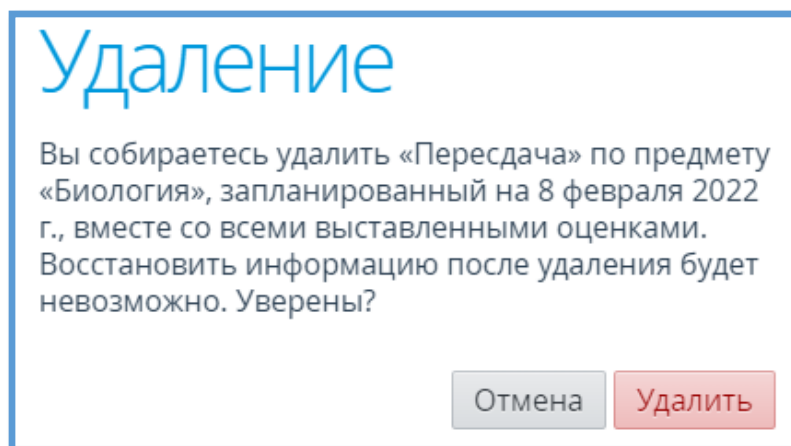 Удаление
Вы собираетесь удалить «Пересдача» по предмету
«Биология», запланированный на 8 февраля 2022
г., вместе со всеми выставленными оценками.
Восстановить информацию после удаления будет
невозможно. Уверены?
Отмена Удалить